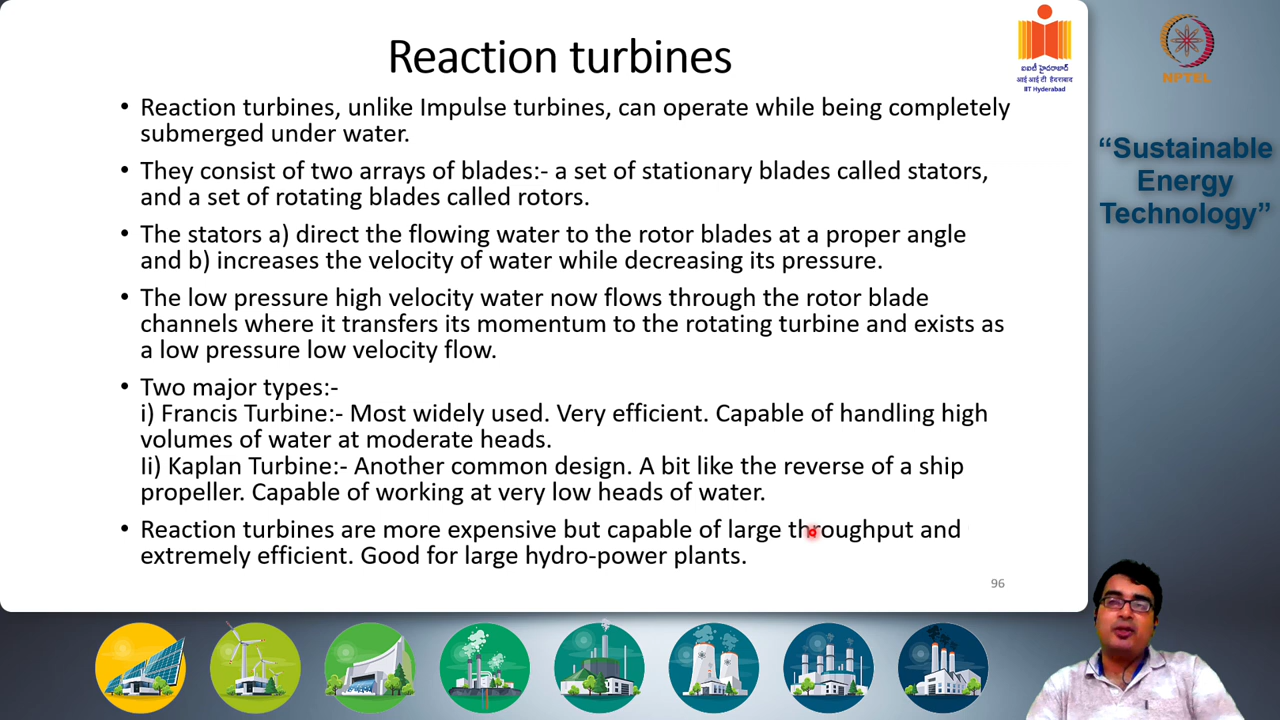 Reaction turbines
ఐఐటి హైదరాబాద్
आई आई टी हैदराबाद
IIT Hyderabad
NPTEL
• Reaction turbines, unlike Impulse turbines, can operate while being completely
submerged under water.
• They consist of two arrays of blades:- a set of stationary blades called stators,
and a set of rotating blades called rotors.
• The stators a) direct the flowing water to the rotor blades at a proper angle
and b) increases the velocity of water while decreasing its pressure.
• The low pressure high velocity water now flows through the rotor blade
channels where it transfers its momentum to the rotating turbine and exists as
a low pressure low velocity flow.
• Two major types:-
i) Francis Turbine:- Most widely used. Very efficient. Capable of handling high
volumes of water at moderate heads.
Ii) Kaplan Turbine:- Another common design. A bit like the reverse of a ship
propeller. Capable of working at very low heads of water.
• Reaction turbines are more expensive but capable of large throughput and
extremely efficient. Good for large hydro-power plants.
96
“Sustainable
Energy
Technology”